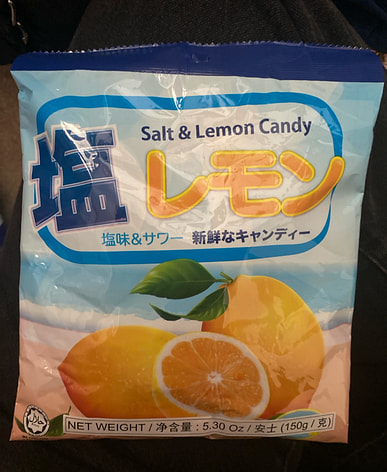 Salt & Lemon Candy
塩レモン
塩味&サワー 新鮮なキャンディー
NET WEIGHT / 净含量 : 5.30 Oz / 安士 (150g / 克)